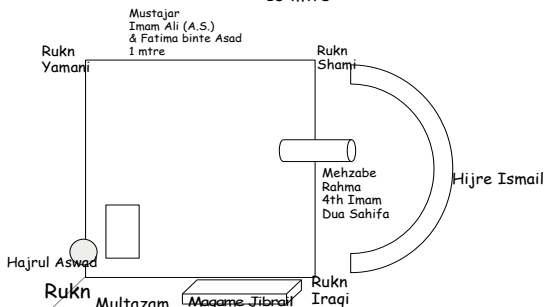 Mustajar
Imam Ali (A.S.)
& Fatima binte Asad
1 mtre
Rukn
Yamani
Rukn
Shami
Mehzabe
Rahma
4th Imam
Dua Sahifa
Hijre Ismail
Hajrul Aswad
Rukn
Multazam
Magame Jibrail
Rukn
Iraqi